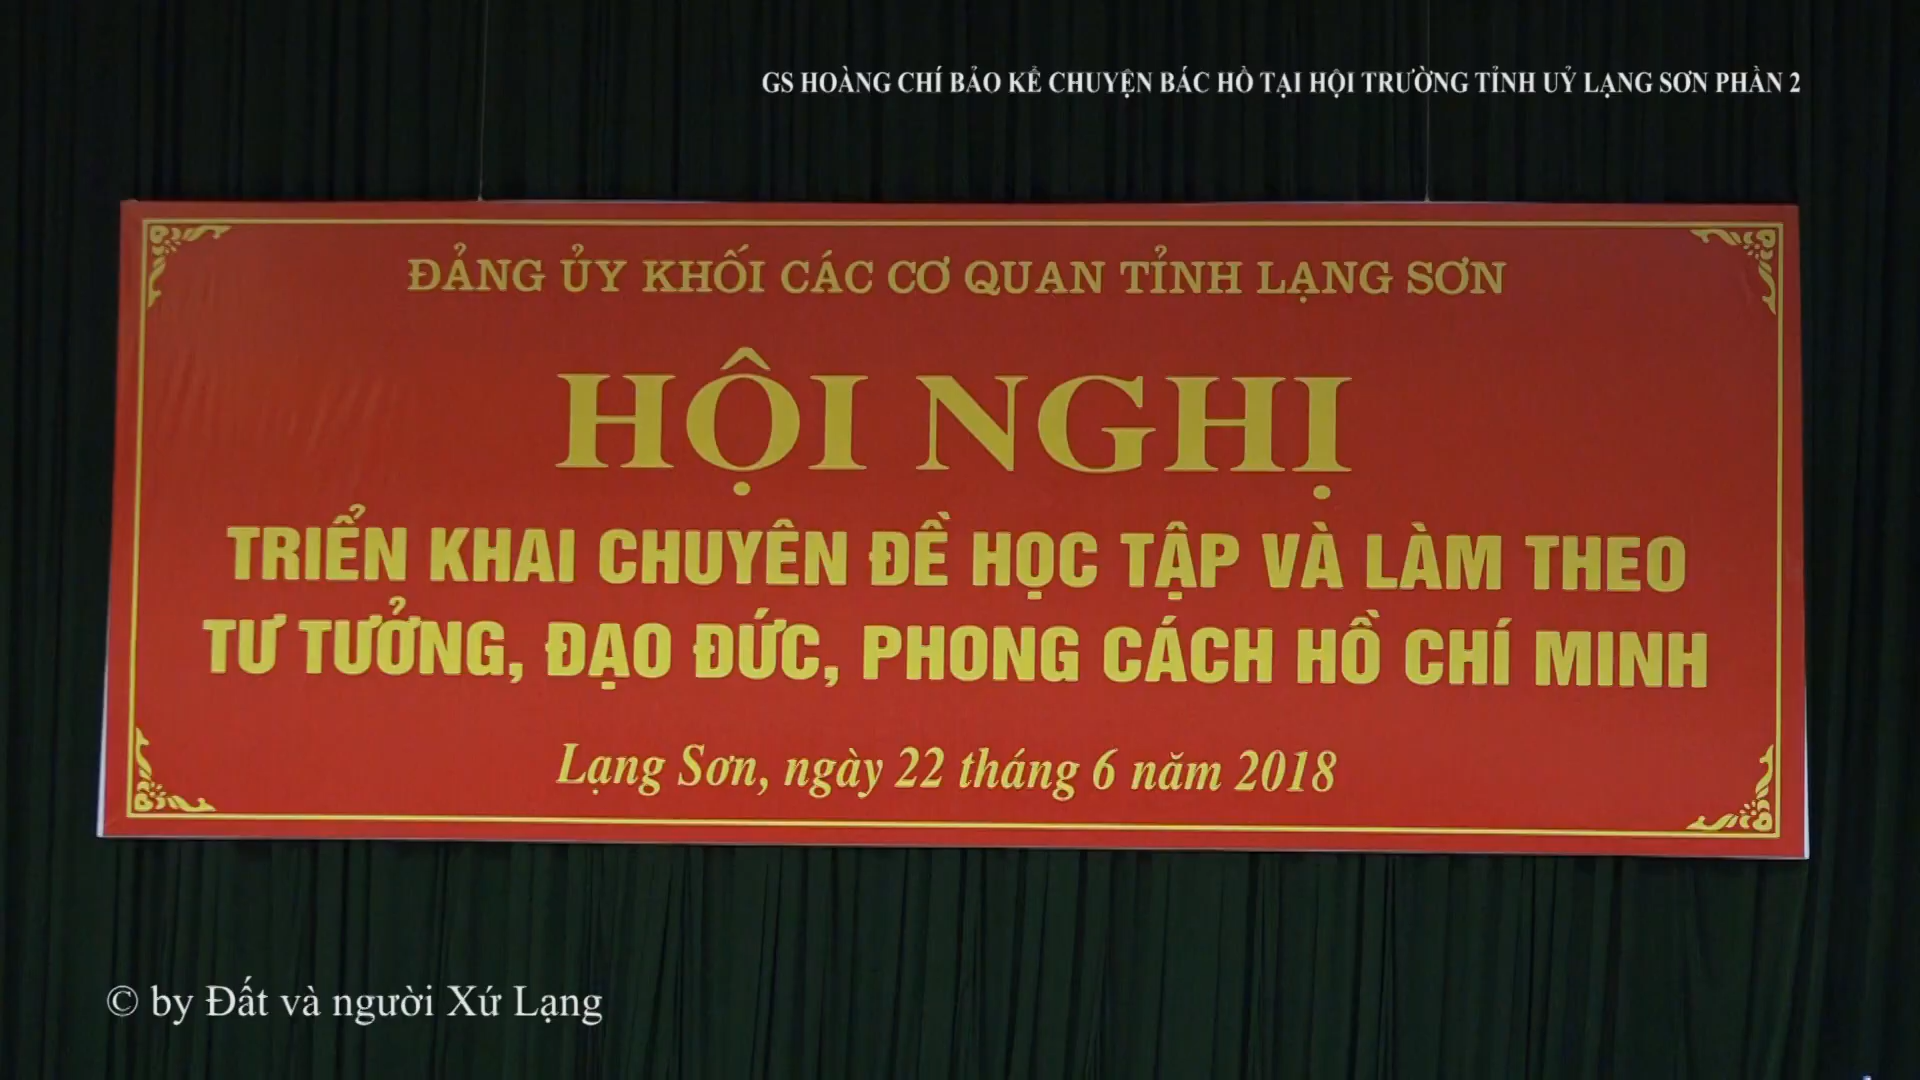 GS HOÀNG CHÍ BẢO KỂ CHUYỆN BÁC HỒ TẠI HỘI TRƯỜNG TỈNH UỶ LẠNG SƠN PHẦN 2
ĐẢNG ỦY KHỐI CÁC CƠ QUAN TỈNH LẠNG SƠN
HỘI NGHỊ
TRIỂN KHAI CHUYÊN ĐỀ HỌC TẬP VÀ LÀM THEO
TƯ TƯỞNG, ĐẠO ĐỨC, PHONG CÁCH HỒ CHÍ MINH
Lạng Sơn, ngày 22 tháng 6 năm 2018
© by Đất và người Xứ Lạng